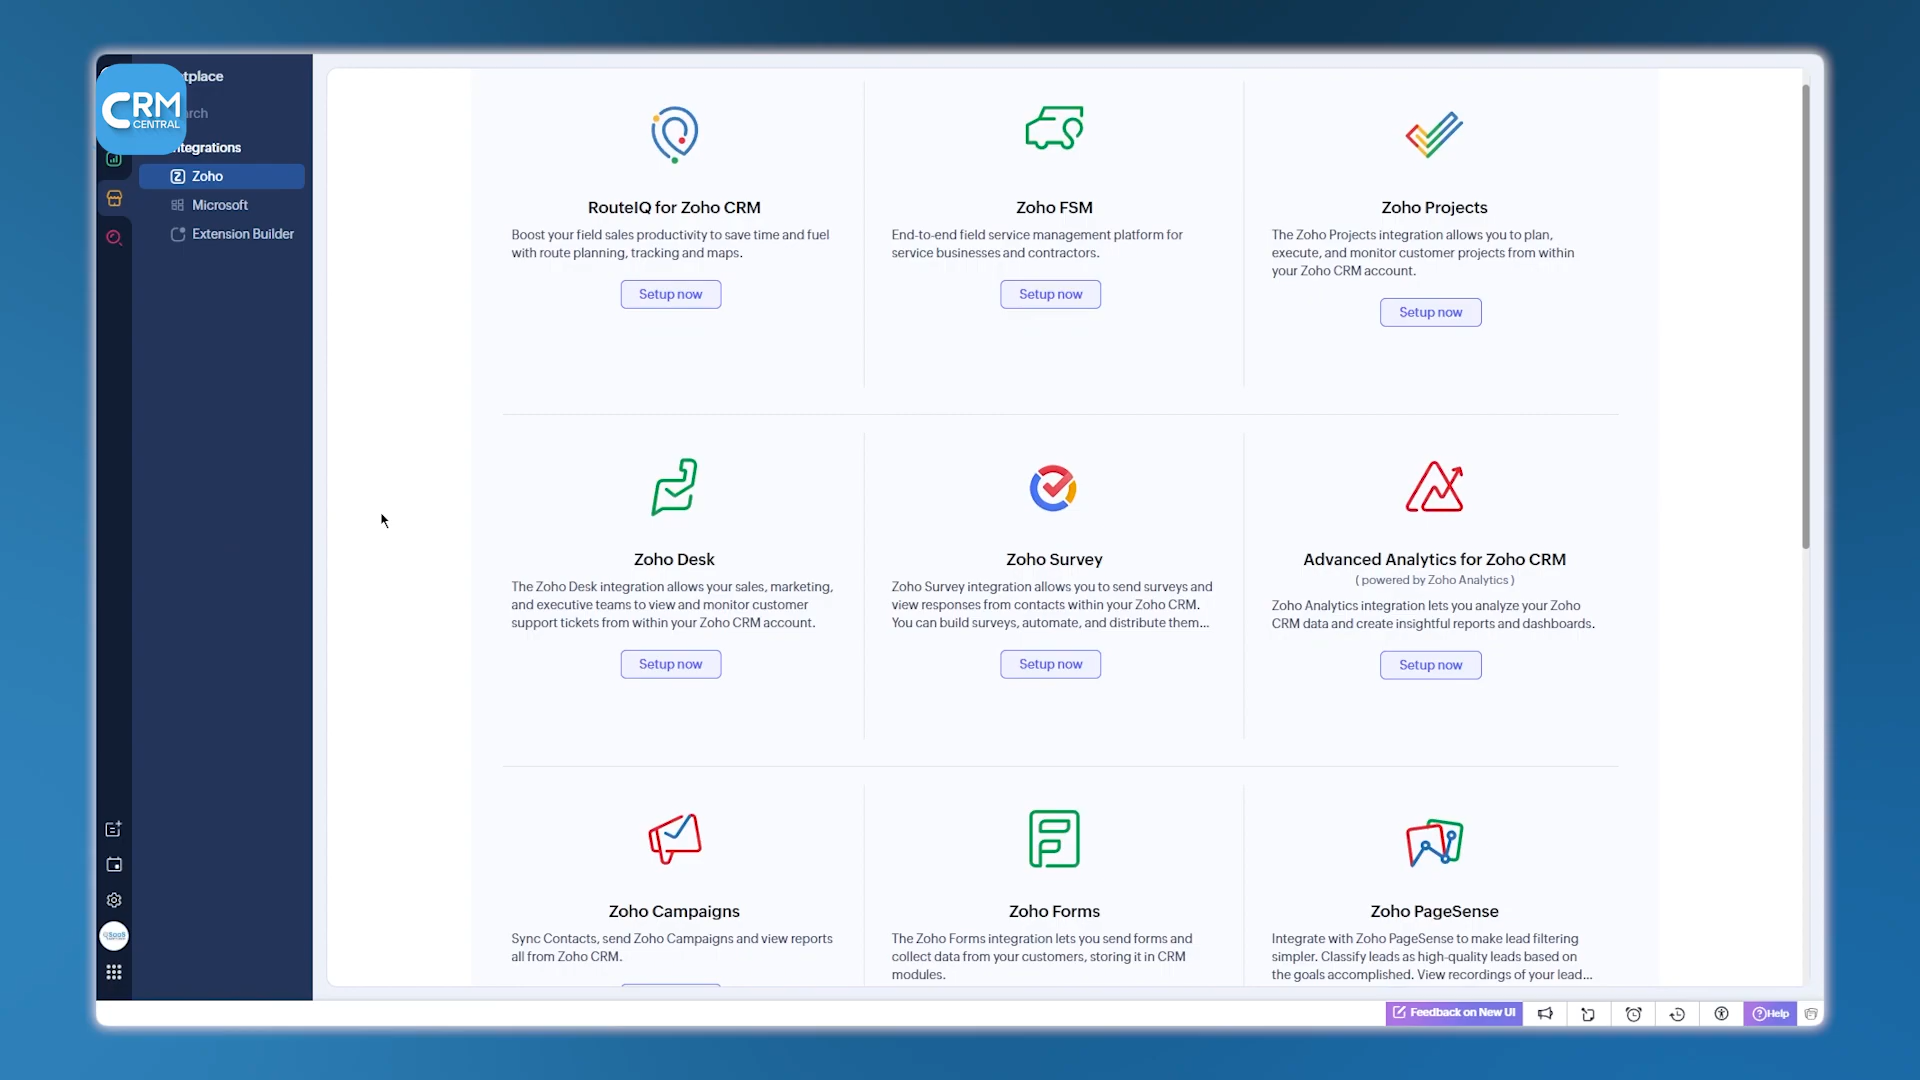 tplace
CRM
CENTRAL
rch
ntegrations
Zoho
Microsoft
Extension Builder
RouteIQ for Zoho CRM
Boost your field sales productivity to save time and fuel
with route planning, tracking and maps.
Setup now
Zoho FSM
End-to-end field service management platform for
service businesses and contractors.
Setup now
Zoho Projects
The Zoho Projects integration allows you to plan,
execute, and monitor customer projects from within
your Zoho CRM account.
Setup now
Zoho Desk
The Zoho Desk integration allows your sales, marketing,
and executive teams to view and monitor customer
support tickets from within your Zoho CRM account.
Setup now
Zoho Survey
Zoho Survey integration allows you to send surveys and
view responses from contacts within your Zoho CRM.
You can build surveys, automate, and distribute them...
Setup now
Advanced Analytics for Zoho CRM
( powered by Zoho Analytics )
Zoho Analytics integration lets you analyze your Zoho
CRM data and create insightful reports and dashboards.
Setup now
Zoho Campaigns
Sync Contacts, send Zoho Campaigns and view reports
all from Zoho CRM.
Zoho Forms
The Zoho Forms integration lets you send forms and
collect data from your customers, storing it in CRM
modules.
Zoho PageSense
Integrate with Zoho PageSense to make lead filtering
simpler. Classify leads as high-quality leads based on
the goals accomplished. View recordings of your lead...
Feedback on New UI
Help